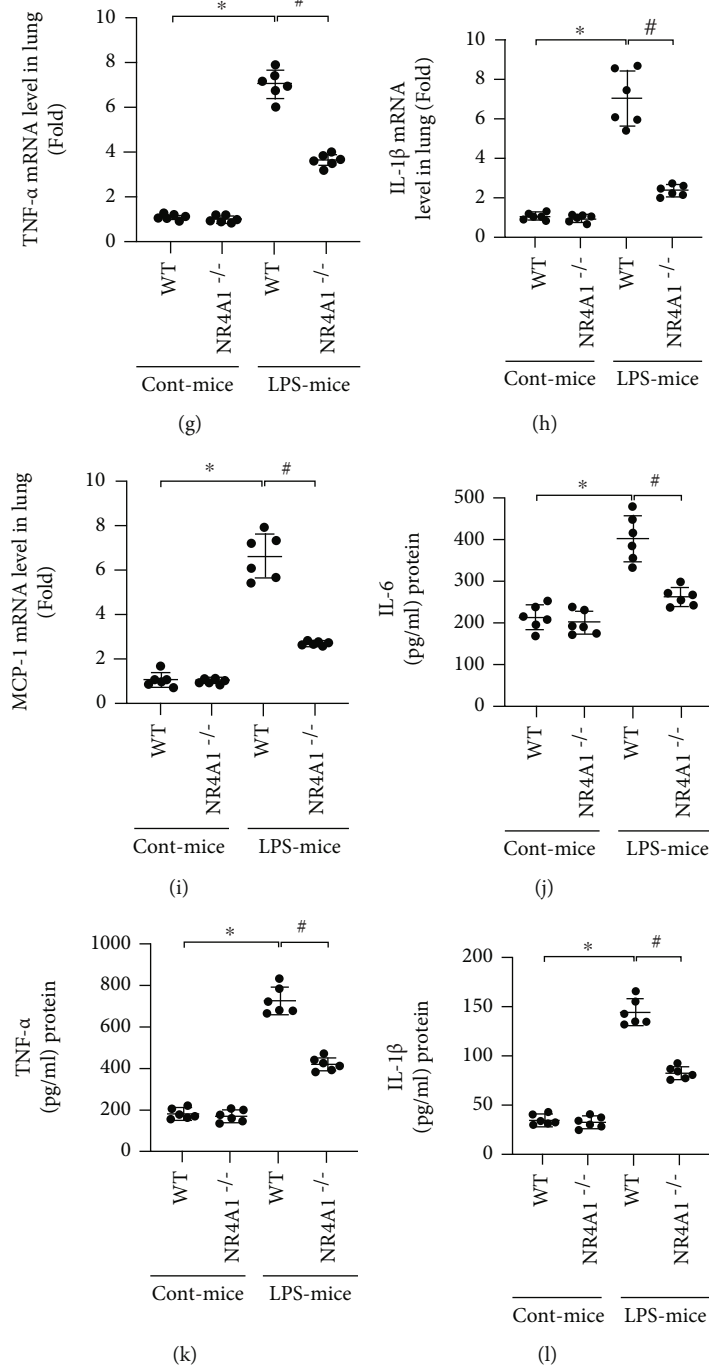 * #
TNF-α mRNA level in lung
(Fold)
10
8
6
4
2
0
WT
NR4A1 -/-
WT
NR4A1 -/-
Cont-mice LPS-mice
(g)
* #
IL-1β mRNA
level in lung (Fold)
10
8
6
4
2
0
WT
NR4A1 -/-
WT
NR4A1 -/-
Cont-mice LPS-mice
(h)
* #
MCP-1 mRNA level in lung
(Fold)
10
8
6
4
2
0
WT
NR4A1 -/-
WT
NR4A1 -/-
Cont-mice LPS-mice
(i)
* #
IL-6
(pg/ml) protein
500
400
300
200
100
0
WT
NR4A1 -/-
WT
NR4A1 -/-
Cont-mice LPS-mice
(j)
* #
TNF-α
(pg/ml) protein
1000
800
600
400
200
0
WT
NR4A1 -/-
WT
NR4A1 -/-
Cont-mice LPS-mice
(k)
* #
IL-1β
(pg/ml) protein
200
150
100
50
0
WT
NR4A1 -/-
WT
NR4A1 -/-
Cont-mice LPS-mice
(l)